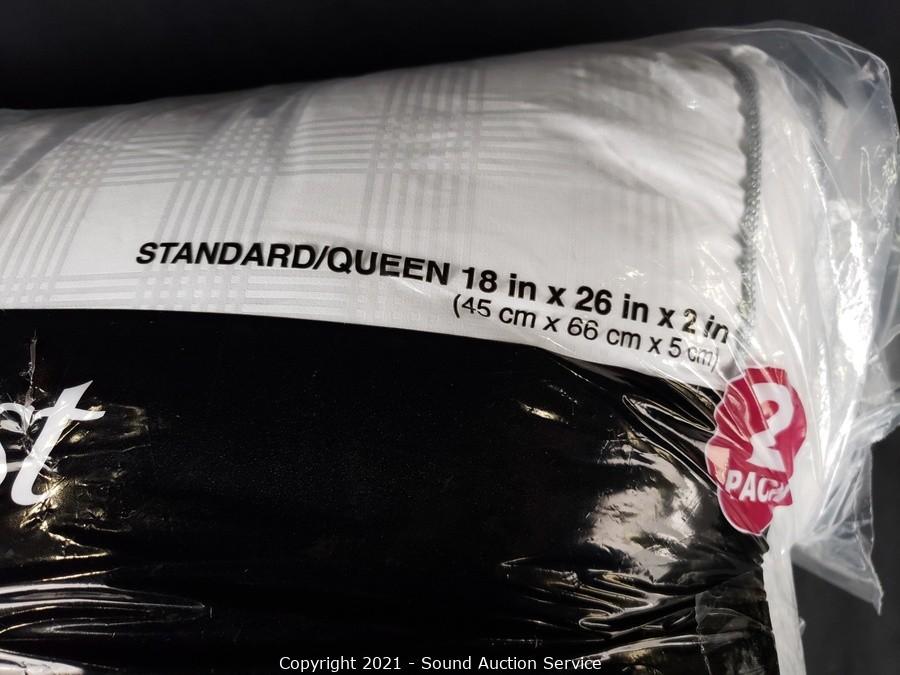 STANDARD/QUEEN 18 in x 26 in x 2 in
(45 cm x 66 cm x 5 cm)
st
2
PACK
Copyright 2021 - Sound Auction Service